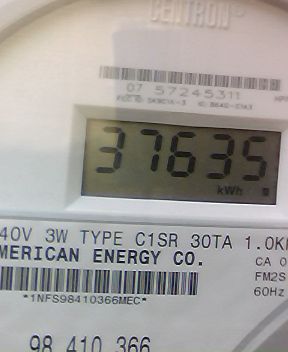 CENTRON
07 57245311
37635
kWh
40V 3W TYPE C1SR 30TA 1.0K
MERICAN ENERGY CO.
CA 0
FM2S
*1NFS98410366MEC*
60Hz
98 410 366